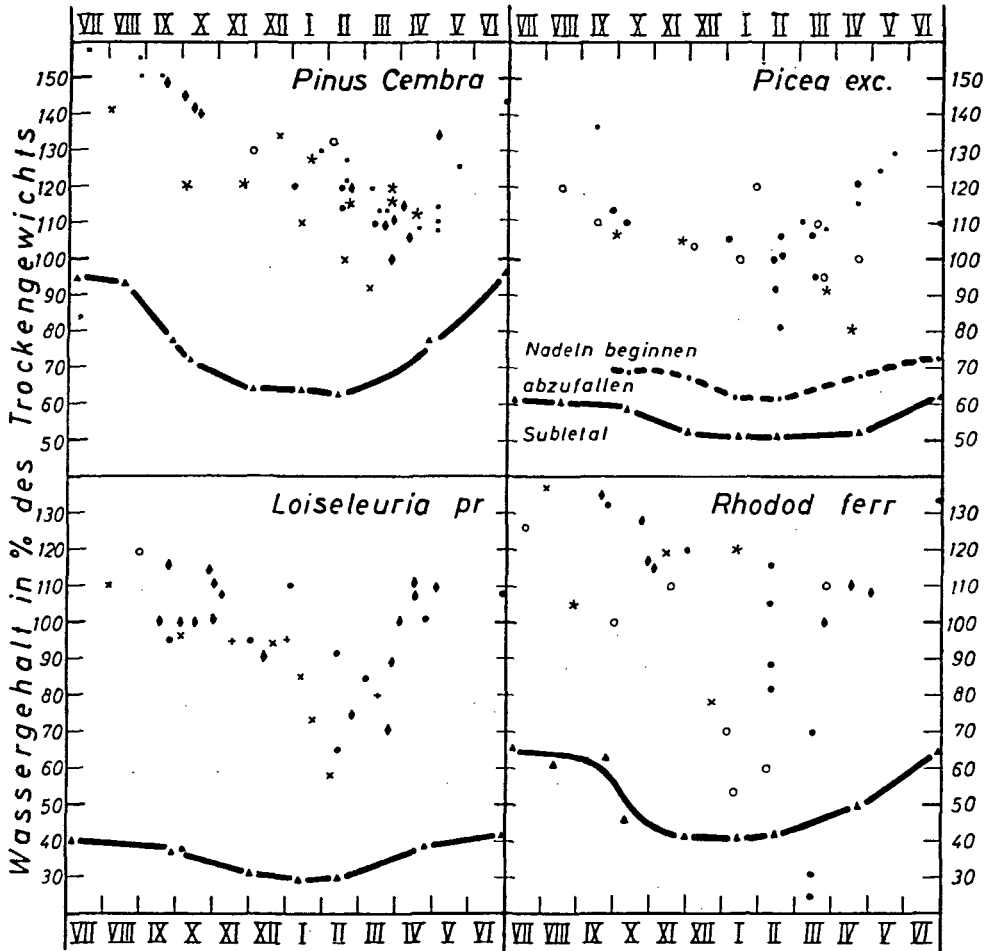 VII VIII IX X XI XII I II III IV V VI VII VIII IX X XI XII I II III IV V VI
Pinus Cembra
Picea exc.
150 150
140 140
130 130
120 120
110 110
100 100
90 90
80 80
70 70
60 60
50 50
Nadeln beginnen
abzufallen
Subletal
Wassergehalt in % des Trockengewichts
Loiseleuria pr
Rhodod ferr
130 130
120 120
110 110
100 100
90 90
80 80
70 70
60 60
50 50
40 40
30 30
VII VIII IX X XI XII I II III IV V VI VII VIII IX X XI XII I II III IV V VI